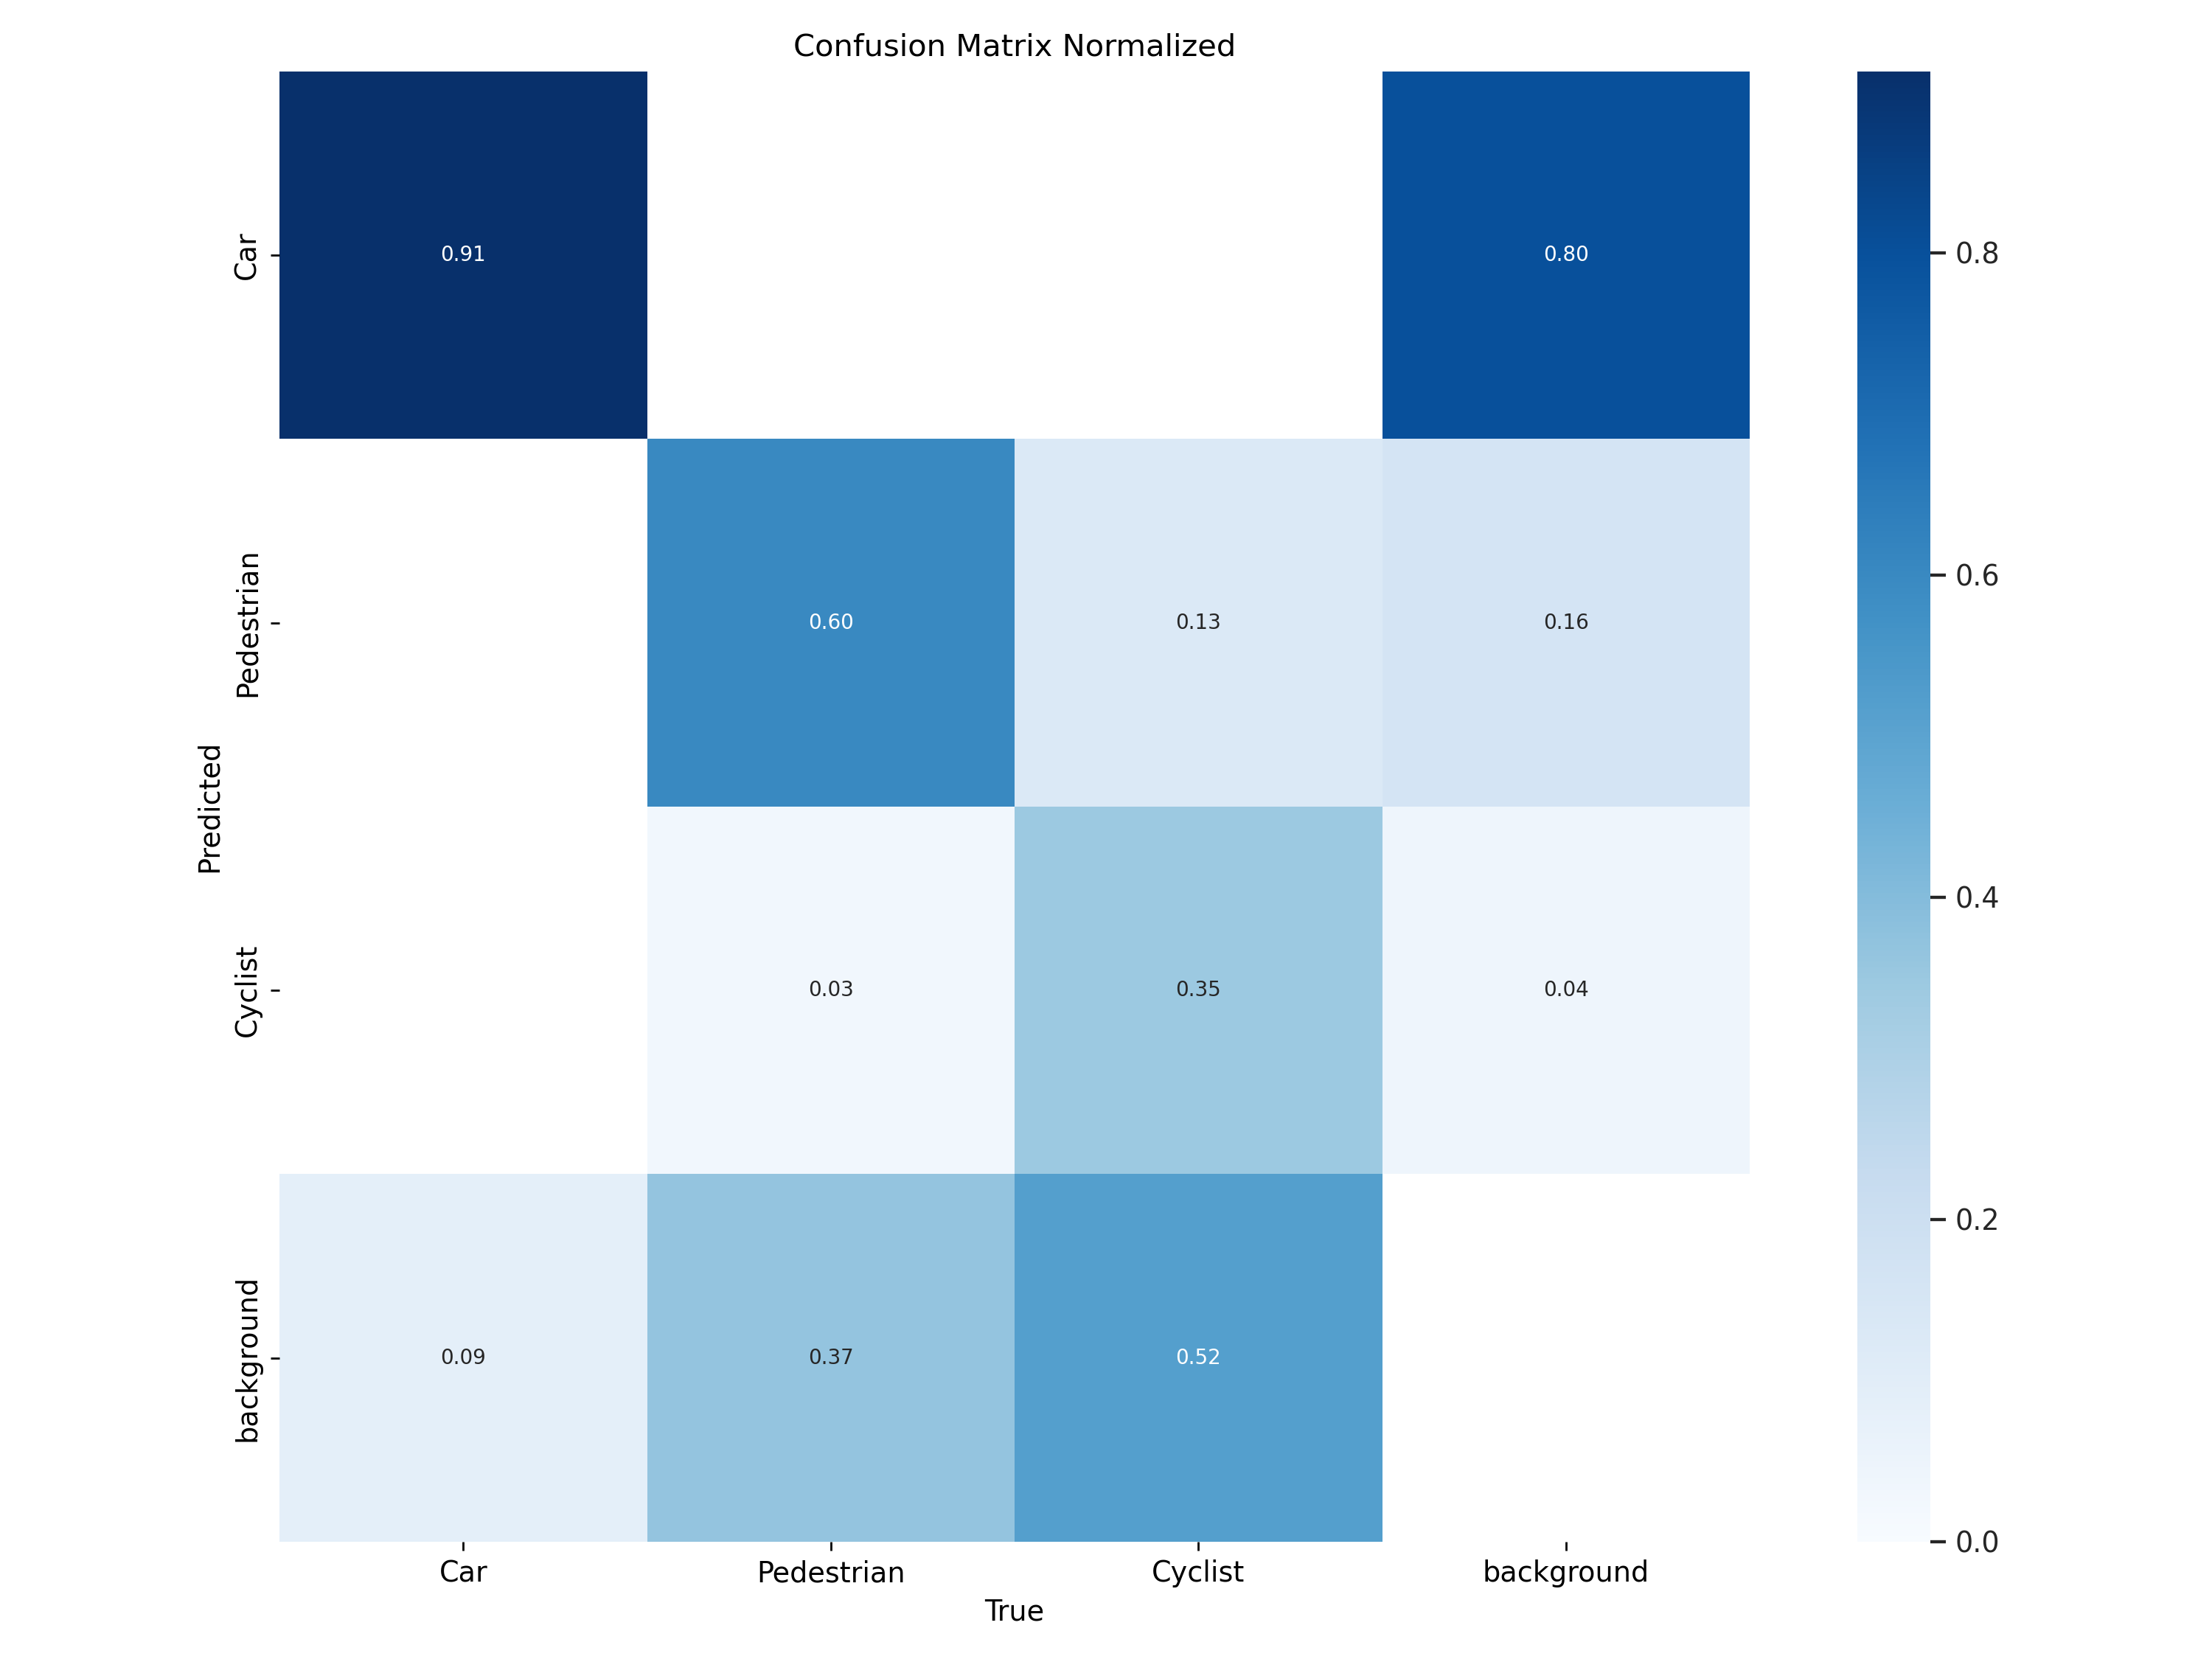 Confusion Matrix Normalized
Car
0.91
0.80
0.8
Pedestrian
0.60
0.13
0.16
0.6
Predicted
Cyclist
0.03
0.35
0.04
0.4
background
0.09
0.37
0.52
0.2
0.0
Car
Pedestrian
Cyclist
background
True